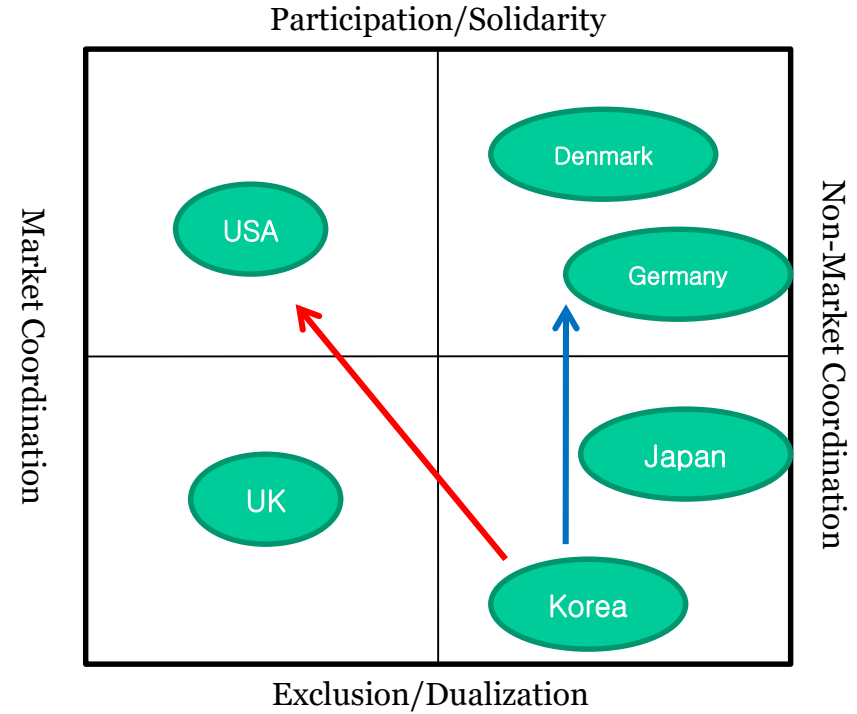 Participation/Solidarity
Denmark
USA
Germany
Market Coordination
Non-Market Coordination
Japan
UK
Korea
Exclusion/Dualization